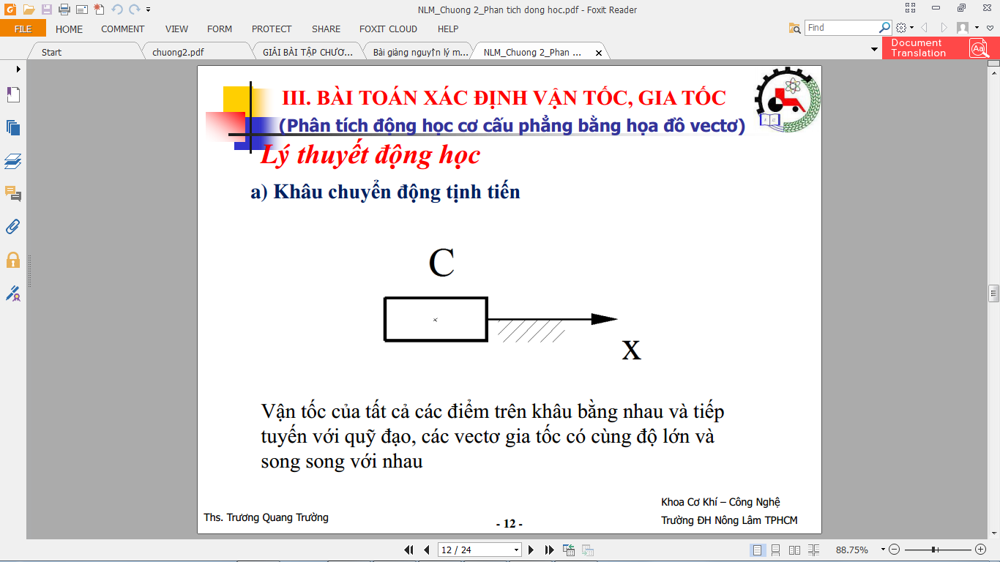 NLM_Chuong 2_Phan tich dong hoc.pdf - Foxit Reader
FILE HOME COMMENT VIEW FORM PROTECT SHARE FOXIT CLOUD HELP Find
Start chuong2.pdf GIẢI BÀI TẬP CHƯƠ... Bài giảng nguy†n lý m... NLM_Chuong 2_Phan ... Document
Translation
III. BÀI TOÁN XÁC ĐỊNH VẬN TỐC, GIA TỐC
(Phân tích động học cơ cấu phẳng bằng họa đồ vectơ)
Lý thuyết động học
a) Khâu chuyển động tịnh tiến
C
X
Vận tốc của tất cả các điểm trên khâu bằng nhau và tiếp
tuyến với quỹ đạo, các vectơ gia tốc có cùng độ lớn và
song song với nhau
Khoa Cơ Khí – Công Nghệ
Ths. Trương Quang Trường
- 12 -
Trường ĐH Nông Lâm TPHCM
12 / 24
88.75%